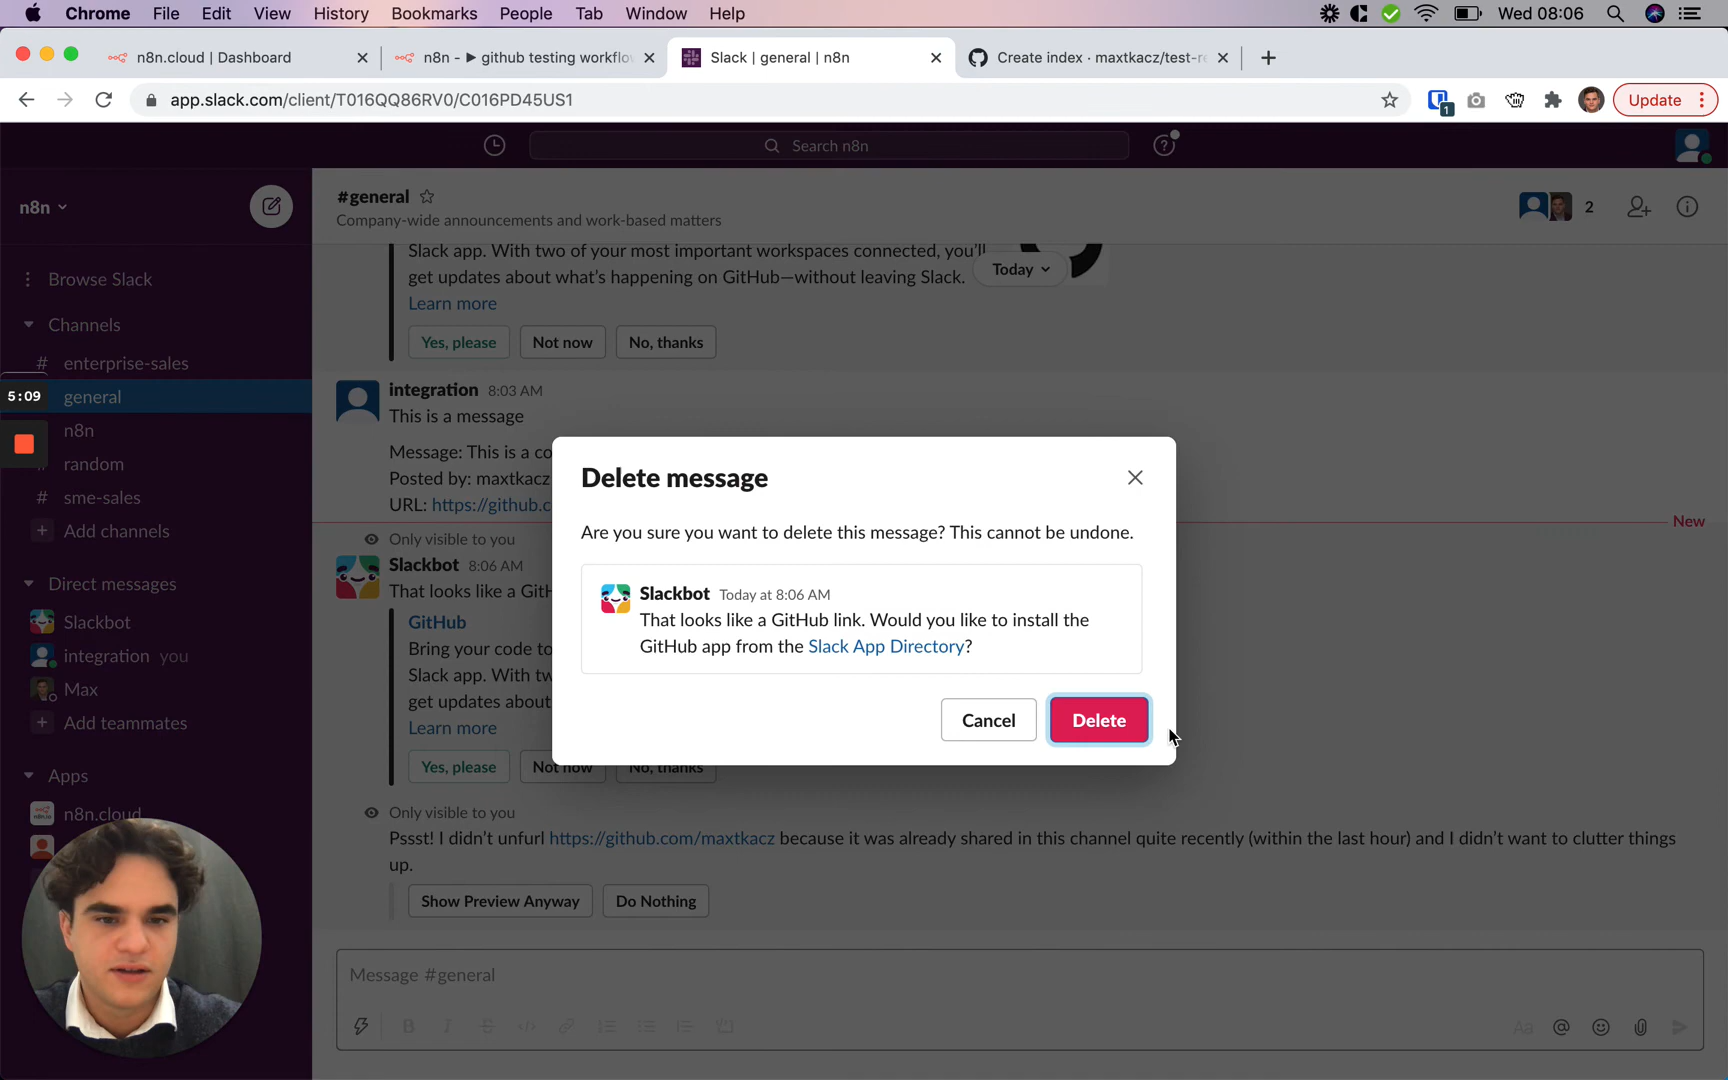 Chrome File Edit View History Bookmarks People Tab Window Help Wed 08:06
n8n.cloud | Dashboard n8n - ▶ github testing workflo Slack | general | n8n Create index · maxtkacz/test-re
app.slack.com/client/T016QQ86RV0/C016PD45US1 1 Update
Search n8n
n8n
Browse Slack
Channels
# enterprise-sales
5:09 general
n8n
random
# sme-sales
+ Add channels
Direct messages
Slackbot
integration you
Max
+ Add teammates
Apps
n8n.cloud
#general
Company-wide announcements and work-based matters
2
Slack app. With two of your most important workspaces connected, you'll
Today
get updates about what's happening on GitHub—without leaving Slack.
Learn more
Yes, please Not now No, thanks
integration 8:03 AM
This is a message
Message: This is a co
Posted by: maxtkacz
URL: https://github.c
New
Only visible to you
Slackbot 8:06 AM
That looks like a GitH
GitHub
Bring your code to
Slack app. With tw
get updates about
Learn more
Yes, please Not now No, thanks
Delete message
Are you sure you want to delete this message? This cannot be undone.
Slackbot Today at 8:06 AM
That looks like a GitHub link. Would you like to install the
GitHub app from the Slack App Directory?
Cancel Delete
Only visible to you
Pssst! I didn't unfurl https://github.com/maxtkacz because it was already shared in this channel quite recently (within the last hour) and I didn't want to clutter things
up.
Show Preview Anyway Do Nothing
Message #general
B I S </> Aa @